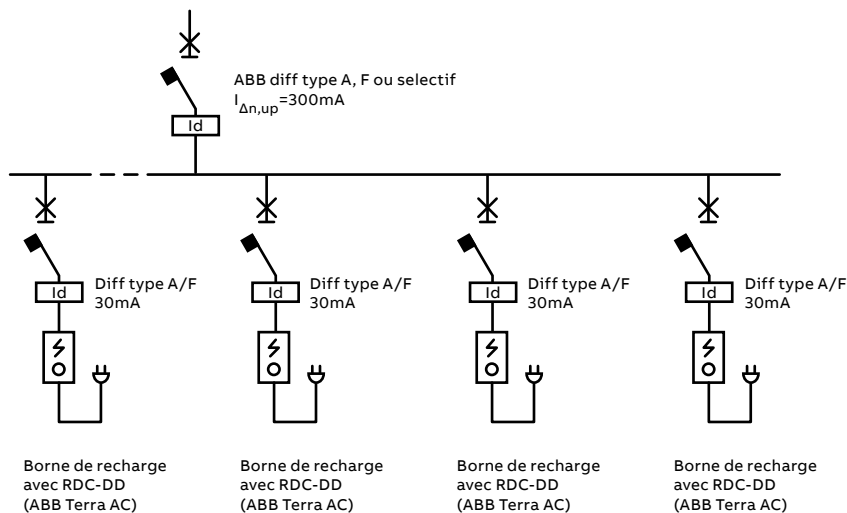 ABB diff type A, F ou selectif
IΔn,up=300mA
Id
Diff type A/F
30mA
Id
Diff type A/F
30mA
Id
Diff type A/F
30mA
Id
Diff type A/F
30mA
Id
Borne de recharge
avec RDC-DD
(ABB Terra AC)
Borne de recharge
avec RDC-DD
(ABB Terra AC)
Borne de recharge
avec RDC-DD
(ABB Terra AC)
Borne de recharge
avec RDC-DD
(ABB Terra AC)